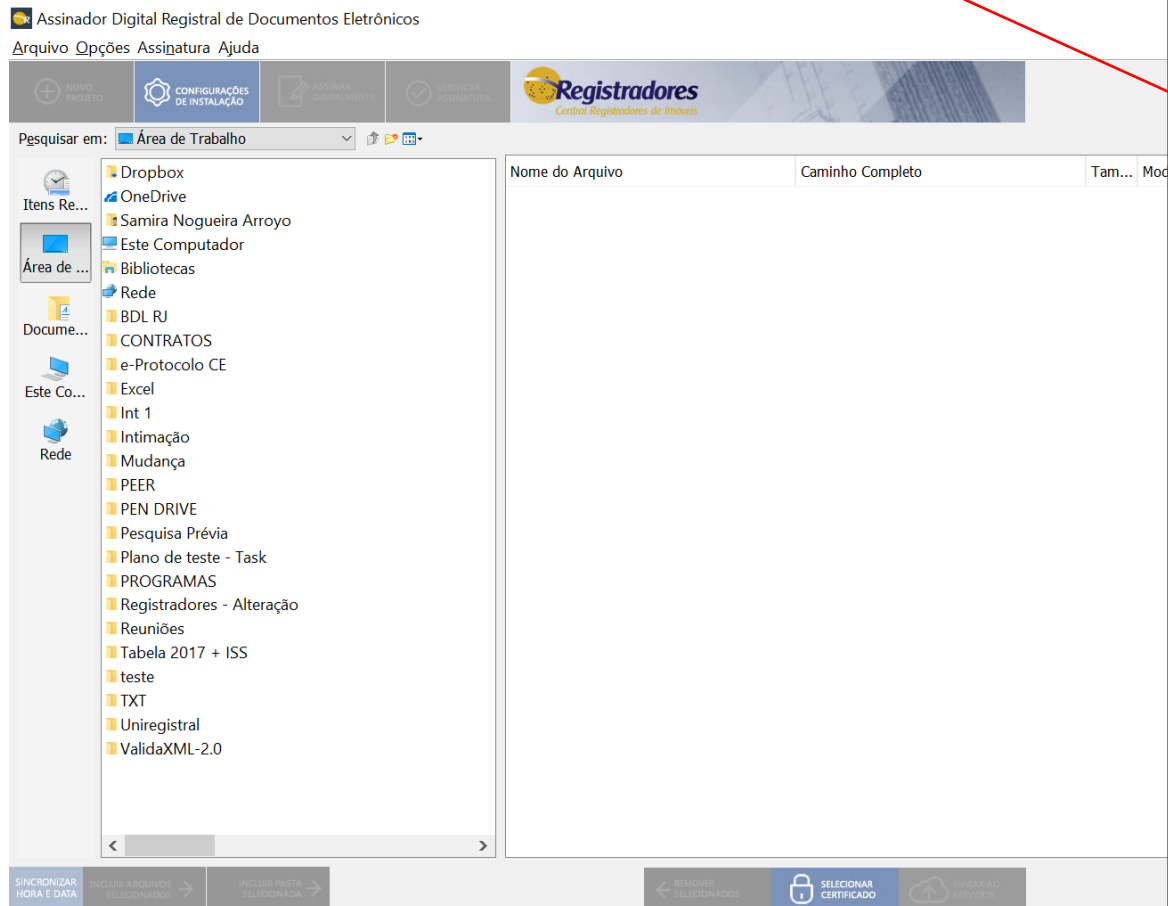 Assinador Digital Registral de Documentos Eletrônicos
Arquivo Opções Assinatura Ajuda
NOVO PROJETO
CONFIGURAÇÕES DE INSTALAÇÃO
ASSINAR DIGITALMENTE
VERIFICAR ASSINATURA
Registradores
Central Registradores de Imóveis
Pesquisar em: Área de Trabalho
Itens Re...
Área de ...
Docume...
Este Co...
Rede
Dropbox
OneDrive
Samira Nogueira Arroyo
Este Computador
Bibliotecas
Rede
BDL RJ
CONTRATOS
e-Protocolo CE
Excel
Int 1
Intimação
Mudança
PEER
PEN DRIVE
Pesquisa Prévia
Plano de teste - Task
PROGRAMAS
Registradores - Alteração
Reuniões
Tabela 2017 + ISS
teste
TXT
Uniregistral
ValidaXML-2.0
Nome do Arquivo Caminho Completo Tam... Mod
SINCRONIZAR HORA E DATA
INCLUIR ARQUIVOS SELECIONADOS
INCLUIR PASTA SELECIONADA
REMOVER SELECIONADOS
SELECIONAR CERTIFICADO
ENVIAR AO SERVIDOR